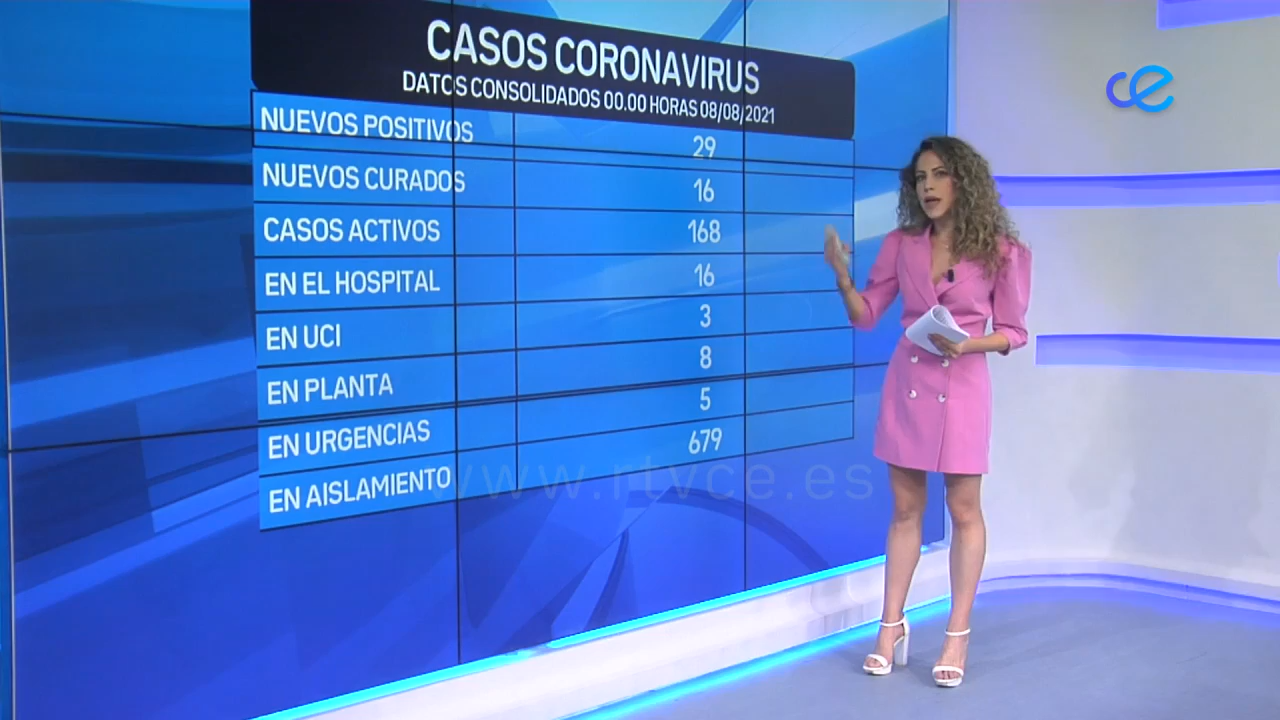 CASOS CORONAVIRUS
DATOS CONSOLIDADOS 00.00 HORAS 08/08/2021
NUEVOS POSITIVOS 29
NUEVOS CURADOS 16
CASOS ACTIVOS 168
EN EL HOSPITAL 16
EN UCI 3
EN PLANTA 8
EN URGENCIAS 5
EN AISLAMIENTO 679
ce
www.rtvce.es